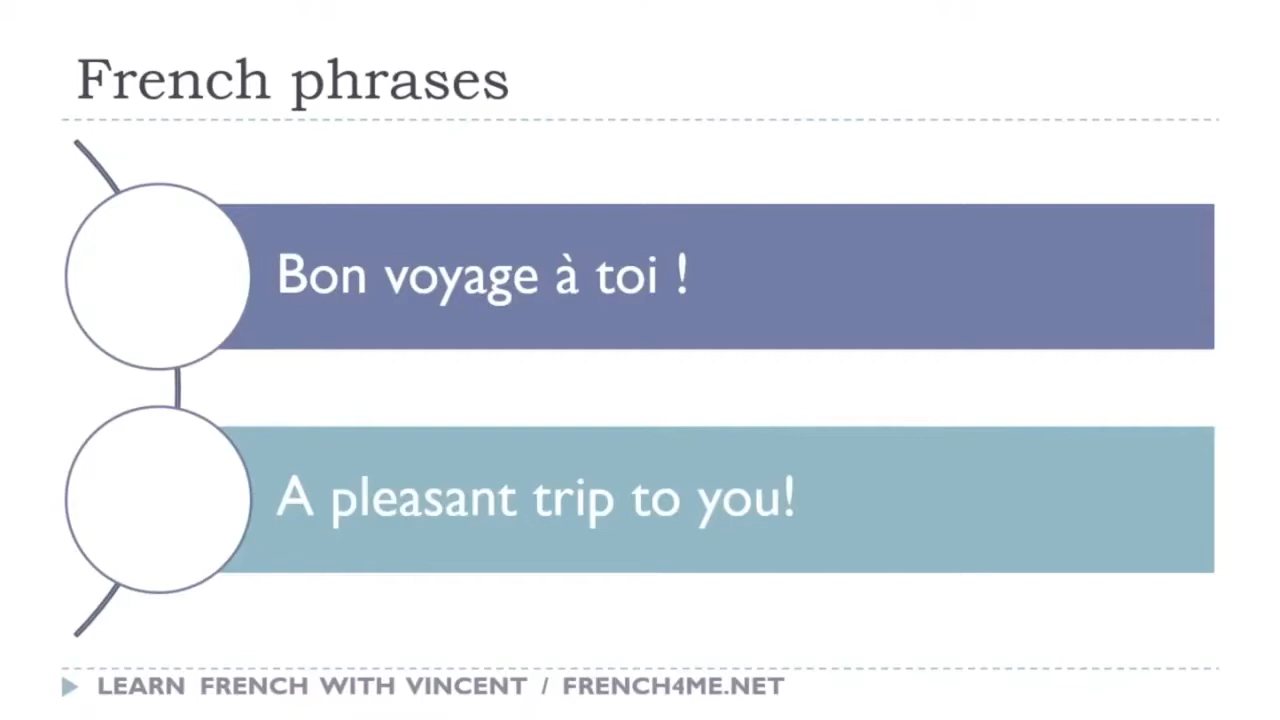 French phrases
Bon voyage à toi !
A pleasant trip to you!
LEARN FRENCH WITH VINCENT / FRENCH4ME.NET